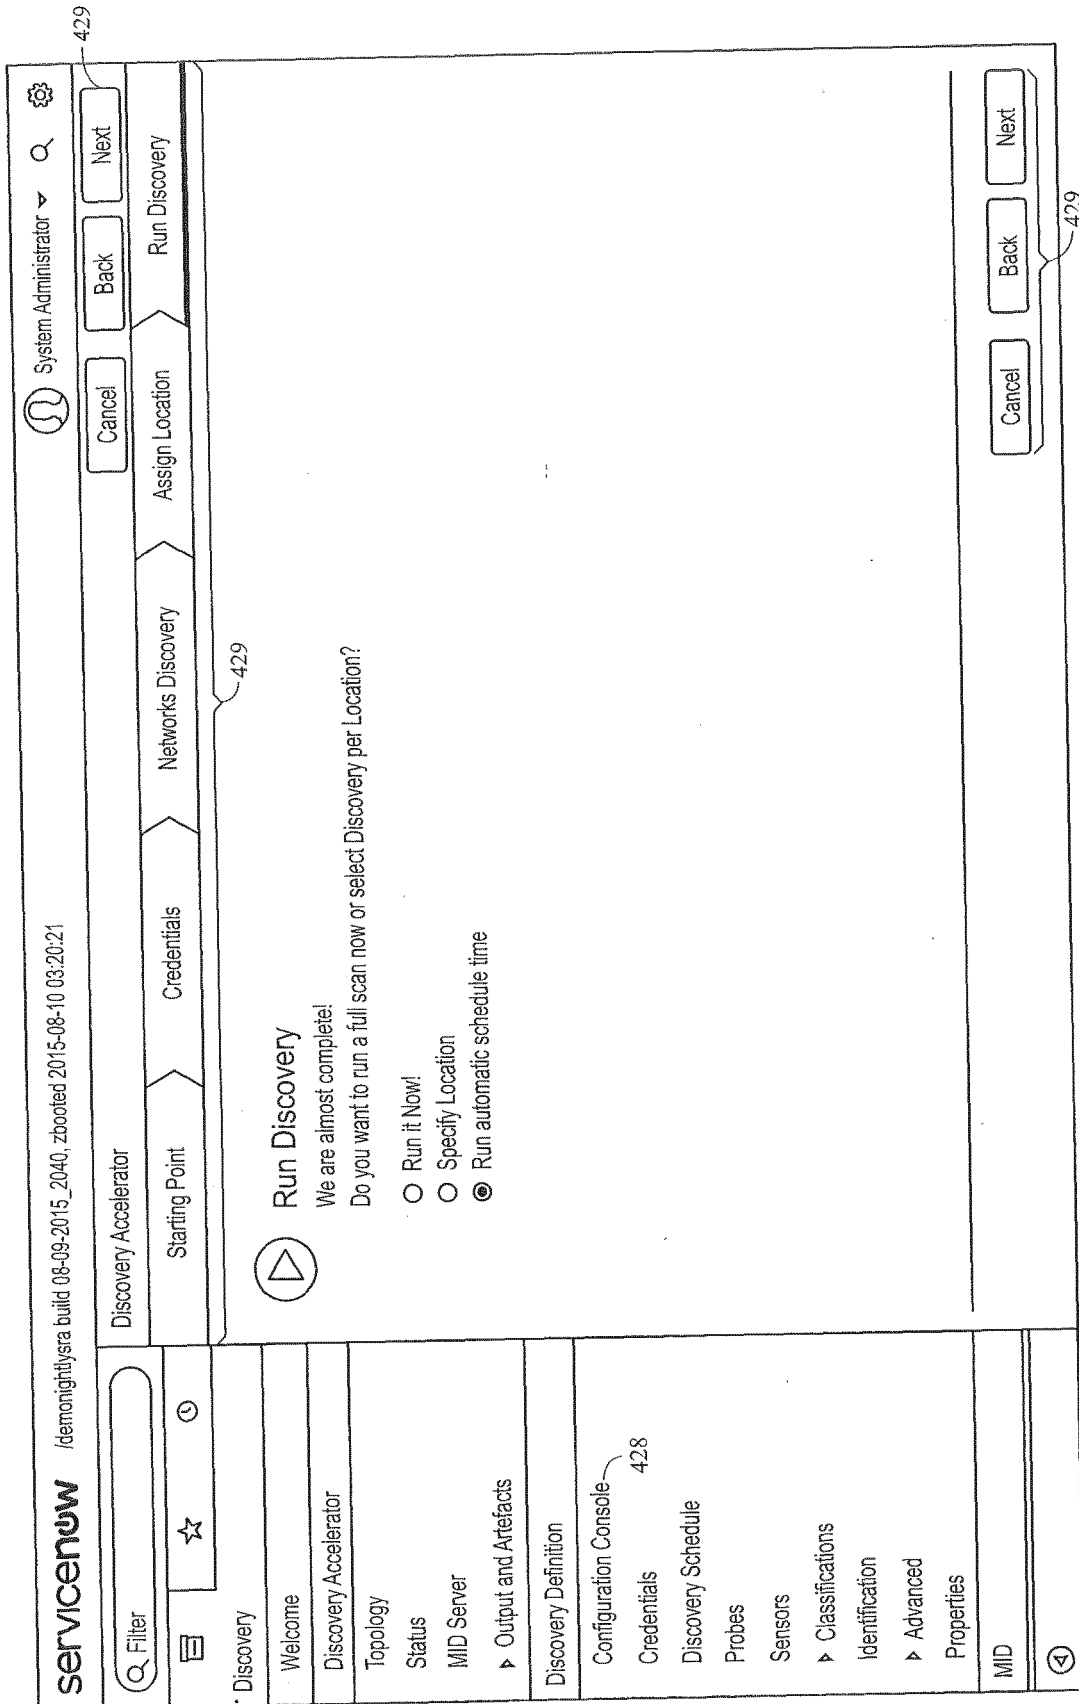 servicenow /demonightlysra build 08-09-2015_2040, zbooted 2015-08-10 03:20:21
System Administrator
Filter
Discovery Accelerator
Cancel
Back
Next
429
Starting Point
Credentials
Networks Discovery
Assign Location
Run Discovery
429
Discovery
Welcome
Discovery Accelerator
Topology
Status
MID Server
Output and Artefacts
Discovery Definition
Configuration Console
428
Credentials
Discovery Schedule
Probes
Sensors
Classifications
Identification
Advanced
Properties
MID
Run Discovery
We are almost complete!
Do you want to run a full scan now or select Discovery per Location?
Run it Now!
Specify Location
Run automatic schedule time
Cancel
Back
Next
429